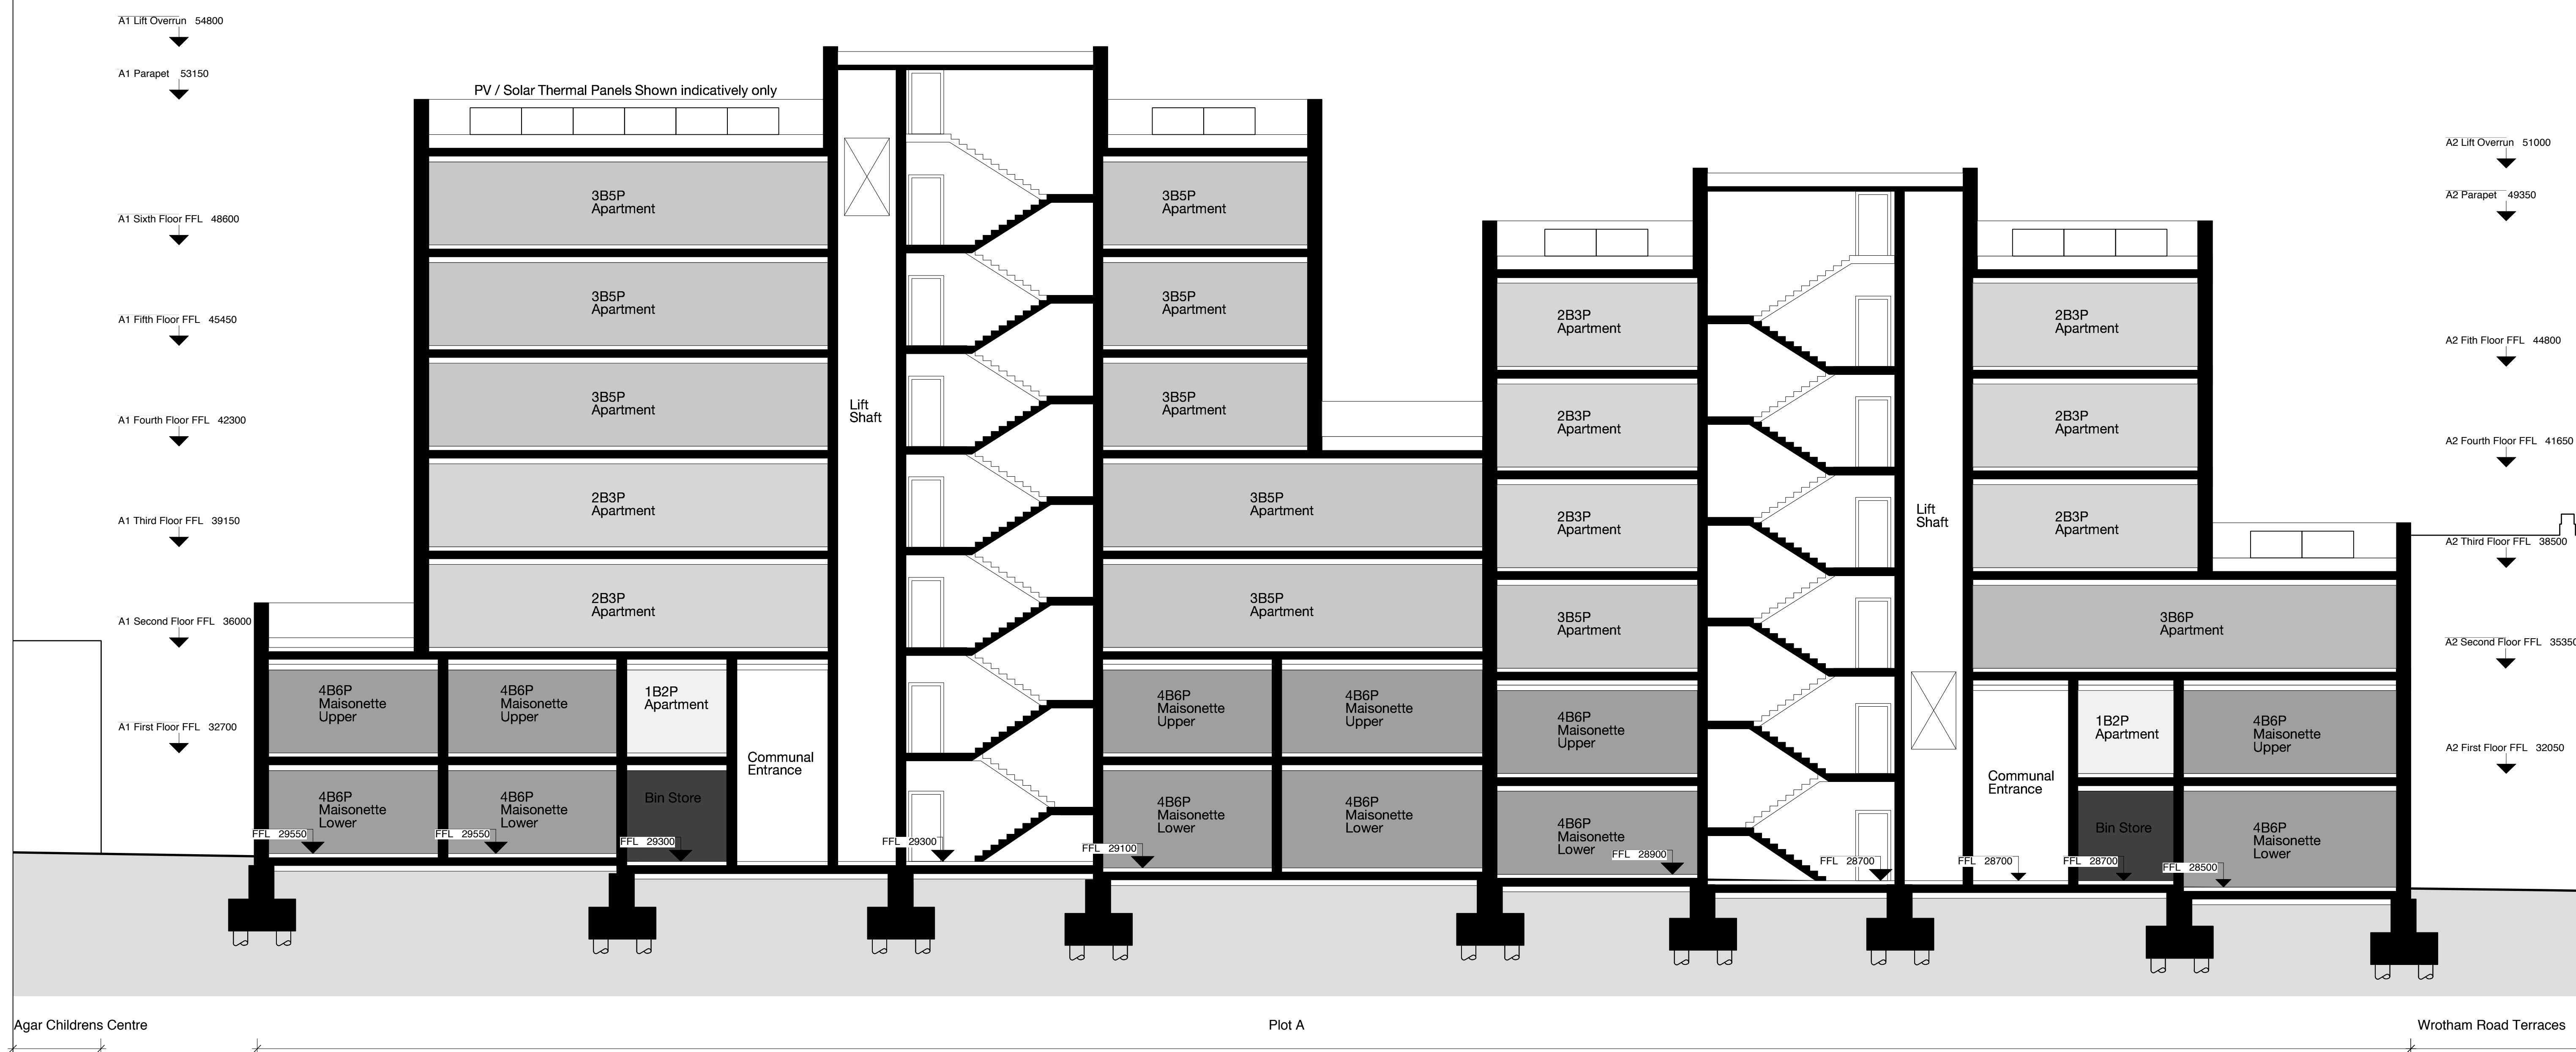 A1 Lift Overrun 54800
A1 Parapet 53150
A1 Sixth Floor FFL 48600
A1 Fifth Floor FFL 45450
A1 Fourth Floor FFL 42300
A1 Third Floor FFL 39150
A1 Second Floor FFL 36000
A1 First Floor FFL 32700
PV / Solar Thermal Panels Shown indicatively only
3B5P
Apartment
3B5P
Apartment
3B5P
Apartment
2B3P
Apartment
2B3P
Apartment
4B6P
Maisonette
Upper
4B6P
Maisonette
Upper
1B2P
Apartment
Communal
Entrance
4B6P
Maisonette
Lower
4B6P
Maisonette
Lower
Bin Store
FFL 29550
FFL 29550
FFL 29300
Lift
Shaft
FFL 29300
3B5P
Apartment
3B5P
Apartment
3B5P
Apartment
3B5P
Apartment
3B5P
Apartment
4B6P
Maisonette
Upper
4B6P
Maisonette
Upper
4B6P
Maisonette
Lower
4B6P
Maisonette
Lower
FFL 29100
2B3P
Apartment
2B3P
Apartment
2B3P
Apartment
3B5P
Apartment
4B6P
Maisonette
Upper
4B6P
Maisonette
Lower
FFL 28900
Lift
Shaft
FFL 28700
2B3P
Apartment
2B3P
Apartment
2B3P
Apartment
3B6P
Apartment
Communal
Entrance
1B2P
Apartment
4B6P
Maisonette
Upper
Bin Store
4B6P
Maisonette
Lower
FFL 28700
FFL 28700
FFL 28500
A2 Lift Overrun 51000
A2 Parapet 49350
A2 Fith Floor FFL 44800
A2 Fourth Floor FFL 41650
A2 Third Floor FFL 38500
A2 Second Floor FFL 35350
A2 First Floor FFL 32050
Agar Childrens Centre
Plot A
Wrotham Road Terraces